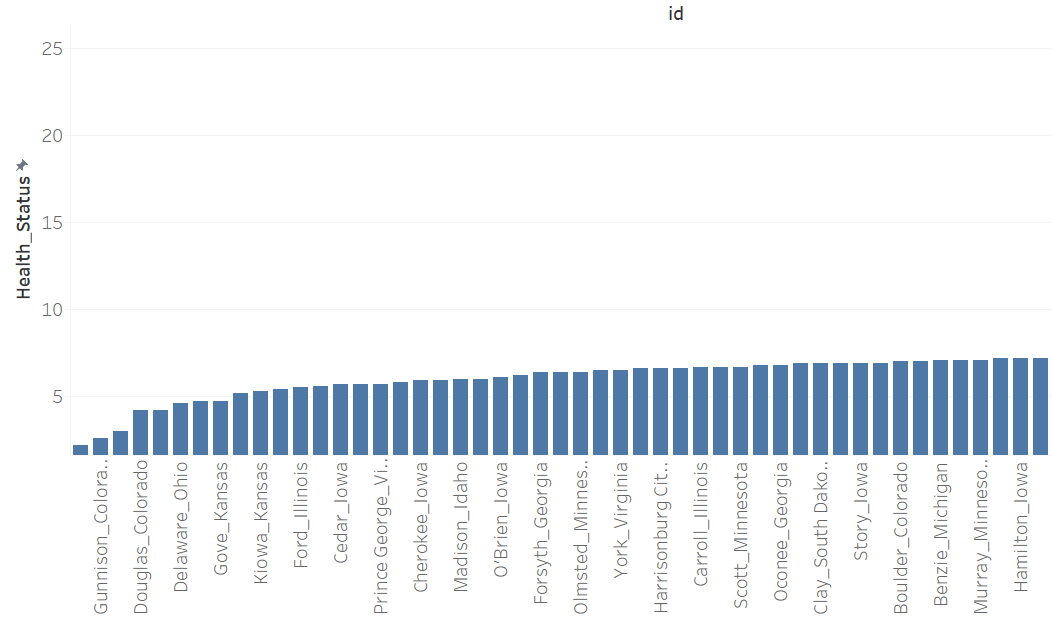 id
Health_Status
25
20
15
10
5
Gunnison_Colora..
Douglas_Colorado
Delaware_Ohio
Gove_Kansas
Kiowa_Kansas
Ford_Illinois
Cedar_Iowa
Prince George_Vi..
Cherokee_Iowa
Madison_Idaho
O'Brien_Iowa
Forsyth_Georgia
Olmsted_Minnes..
York_Virginia
Harrisonburg Cit..
Carroll_Illinois
Scott_Minnesota
Oconee_Georgia
Clay_South Dako..
Story_Iowa
Boulder_Colorado
Benzie_Michigan
Murray_Minneso..
Hamilton_Iowa